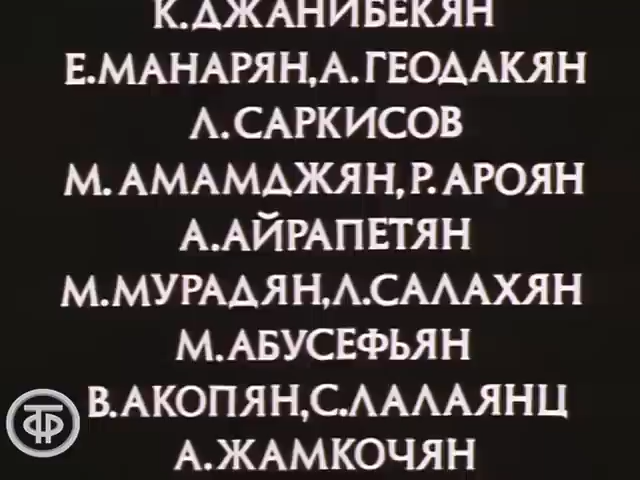 К.ДЖАНИБЕКЯН
Е.МАНАРЯН,А.ГЕОДАКЯН
Л.САРКИСОВ
М.АМАМДЖЯН,Р.АРОЯН
А.АЙРАПЕТЯН
М.МУРАДЯН,Л.САЛАХЯН
М.АБУСЕФЬЯН
В.АКОПЯН,С.ЛАЛАЯНЦ
А.ЖАМКОЧЯН